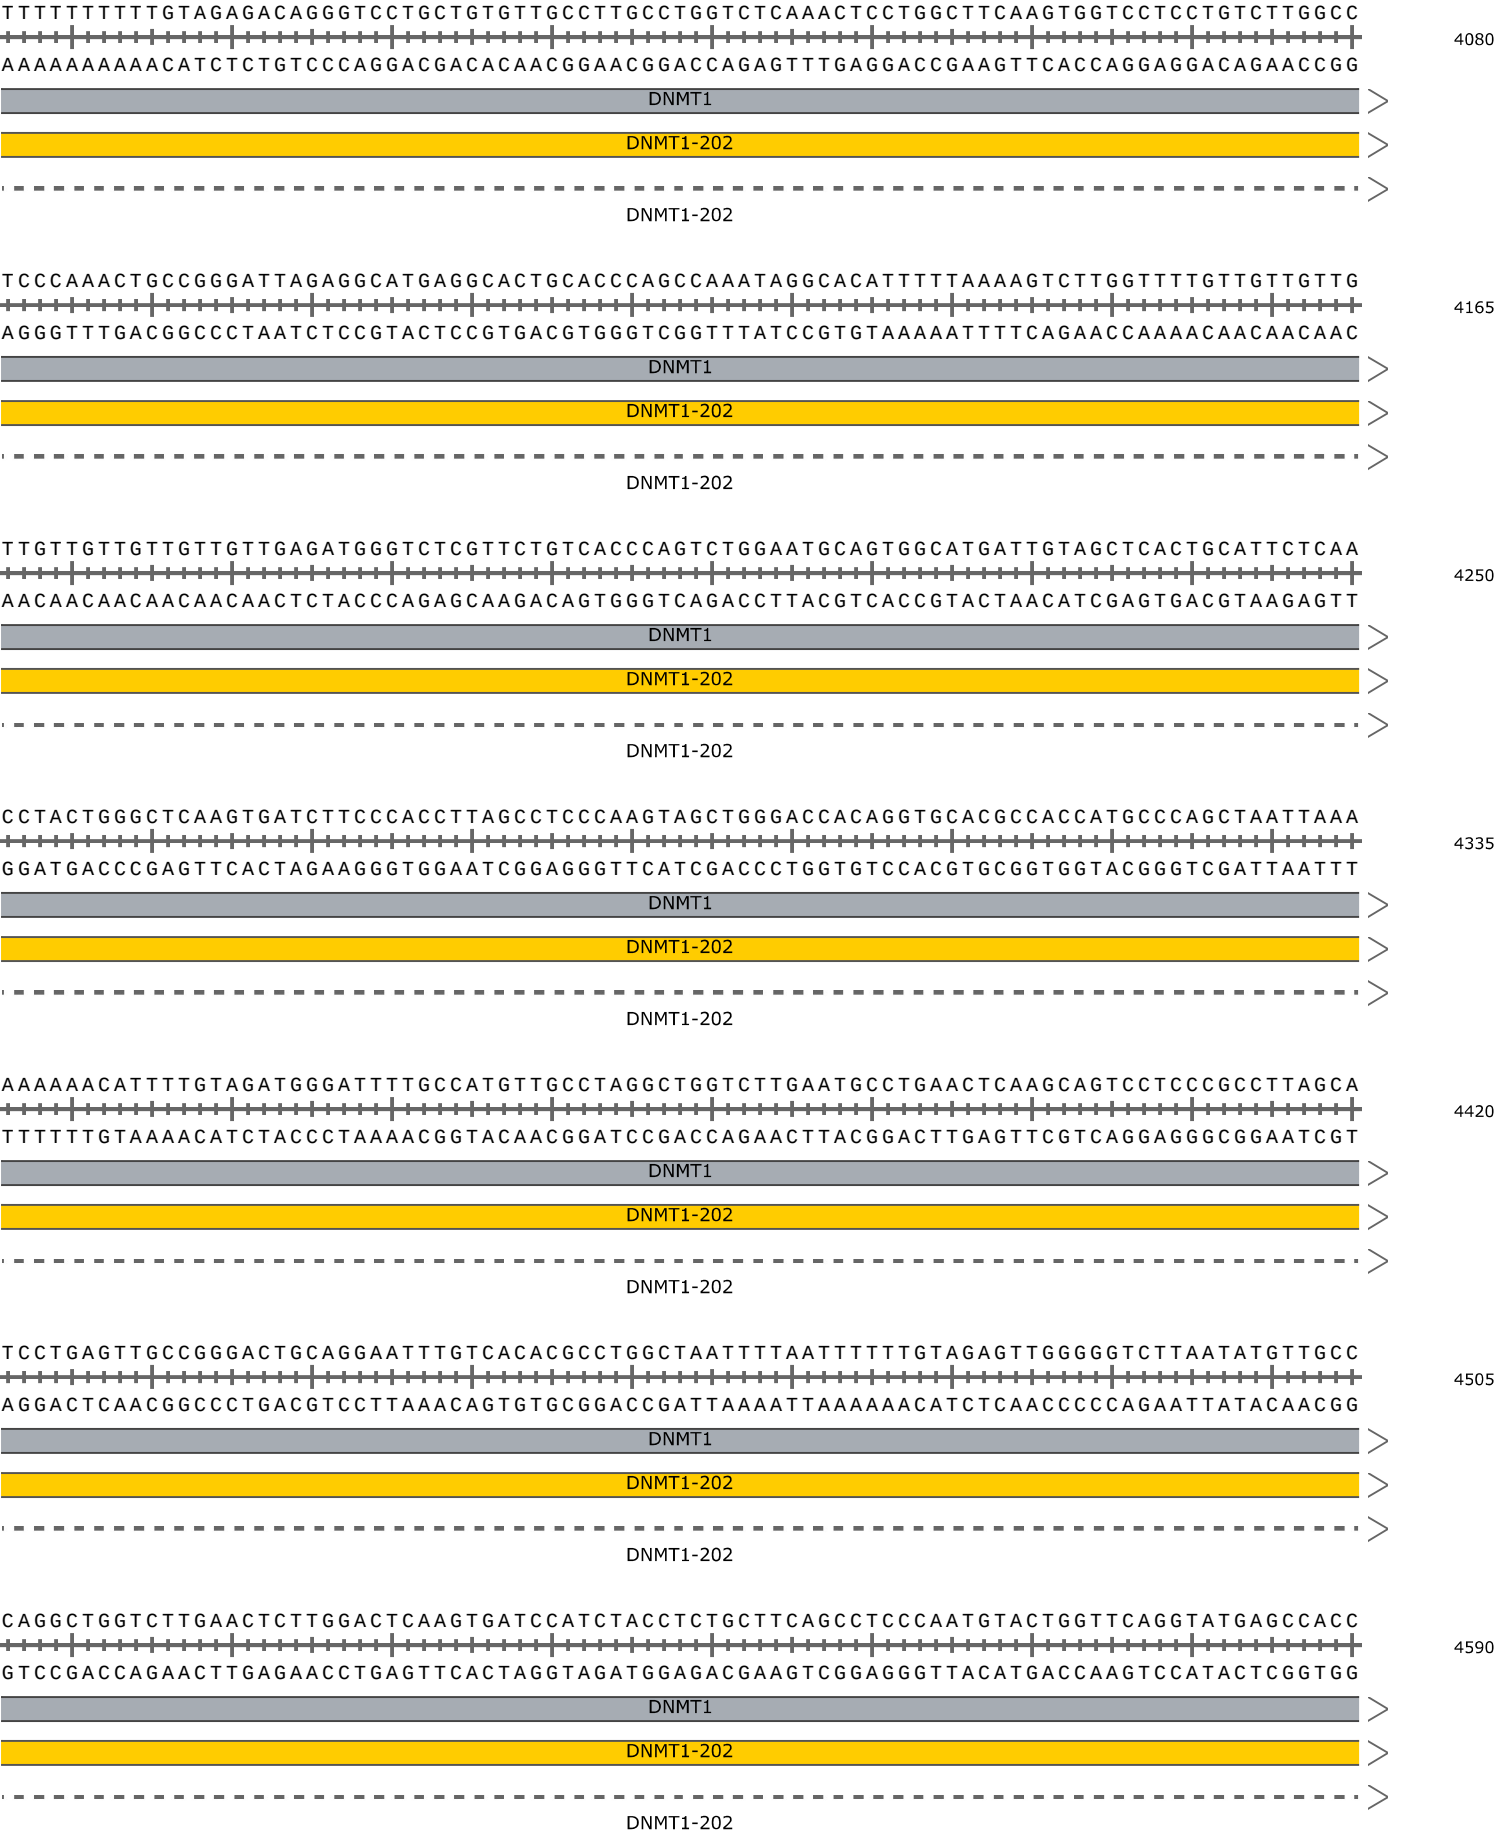 TTTTTTTTTTGTAGAGACAGGGTCCTGCTGTGTTGCCTTGCCTGGTCTCAAACTCCTGGCTTCAAGTGGTCCTCCTGTCTTGGCC
4080
AAAAAAAAAACATCTCTGTCCCAGGACGACACAACGGAACGGACCAGAGTTTGAGGACCGAAGTTCACCAGGAGGACAGAACCGG
DNMT1
DNMT1-202
DNMT1-202
TCCCAAACTGCCGGGATTAGAGGCATGAGGCACTGCACCCAGCCAAATAGGCACATTTTTAAAAGTCTTGGTTTTGTTGTTGTTG
4165
AGGGTTTGACGGCCCTAATCTCCGTACTCCGTGACGTGGGTCGGTTTATCCGTGTAAAAATTTTCAGAACCAAAACAACAACAAC
DNMT1
DNMT1-202
DNMT1-202
TTGTTGTTGTTGTTGTTGAGATGGGTCTCGTTCTGTCACCCAGTCTGGAATGCAGTGGCATGATTGTAGCTCACTGCATTCTCAA
4250
AACAACAACAACAACAACTCTACCCAGAGCAAGACAGTGGGTCAGACCTTACGTCACCGTACTAACATCGAGTGACGTAAGAGTT
DNMT1
DNMT1-202
DNMT1-202
CCTACTGGGCTCAAGTGATCTTCCCACCTTAGCCTCCCAAGTAGCTGGGACCACAGGTGCACGCCACCATGCCCAGCTAATTAAA
4335
GGATGACCCGAGTTCACTAGAAGGGTGGAATCGGAGGGTTCATCGACCCTGGTGTCCACGTGCGGTGGTACGGGTCGATTAATTT
DNMT1
DNMT1-202
DNMT1-202
AAAAAACATTTTGTAGATGGGATTTTGCCATGTTGCCTAGGCTGGTCTTGAATGCCTGAACTCAAGCAGTCCTCCCGCCTTAGCA
4420
TTTTTTGTAAAACATCTACCCTAAAACGGTACAACGGATCCGACCAGAACTTACGGACTTGAGTTCGTCAGGAGGGCGGAATCGT
DNMT1
DNMT1-202
DNMT1-202
TCCTGAGTTGCCGGGACTGCAGGAATTTGTCACACGCCTGGCTAATTTTAATTTTTTGTAGAGTTGGGGGTCTTAATATGTTGCC
4505
AGGACTCAACGGCCCTGACGTCCTTAAACAGTGTGCGGACCGATTAAAATTAAAAAACATCTCAACCCCCAGAATTATACAACGG
DNMT1
DNMT1-202
DNMT1-202
CAGGCTGGTCTTGAACTCTTGGACTCAAGTGATCCATCTACCTCTGCTTCAGCCTCCCAATGTACTGGTTCAGGTATGAGCCACC
4590
GTCCGACCAGAACTTGAGAACCTGAGTTCACTAGGTAGATGGAGACGAAGTCGGAGGGTTACATGACCAAGTCCATACTCGGTGG
DNMT1
DNMT1-202
DNMT1-202